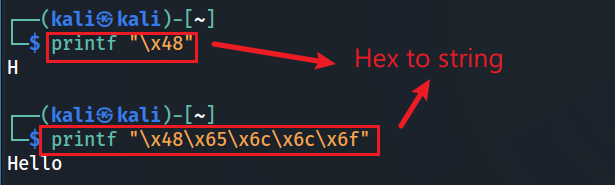 ┌──(kali㉿kali)-[~]
└─$ printf "\x48"
H
Hex to string
┌──(kali㉿kali)-[~]
└─$ printf "\x48\x65\x6c\x6c\x6f"
Hello